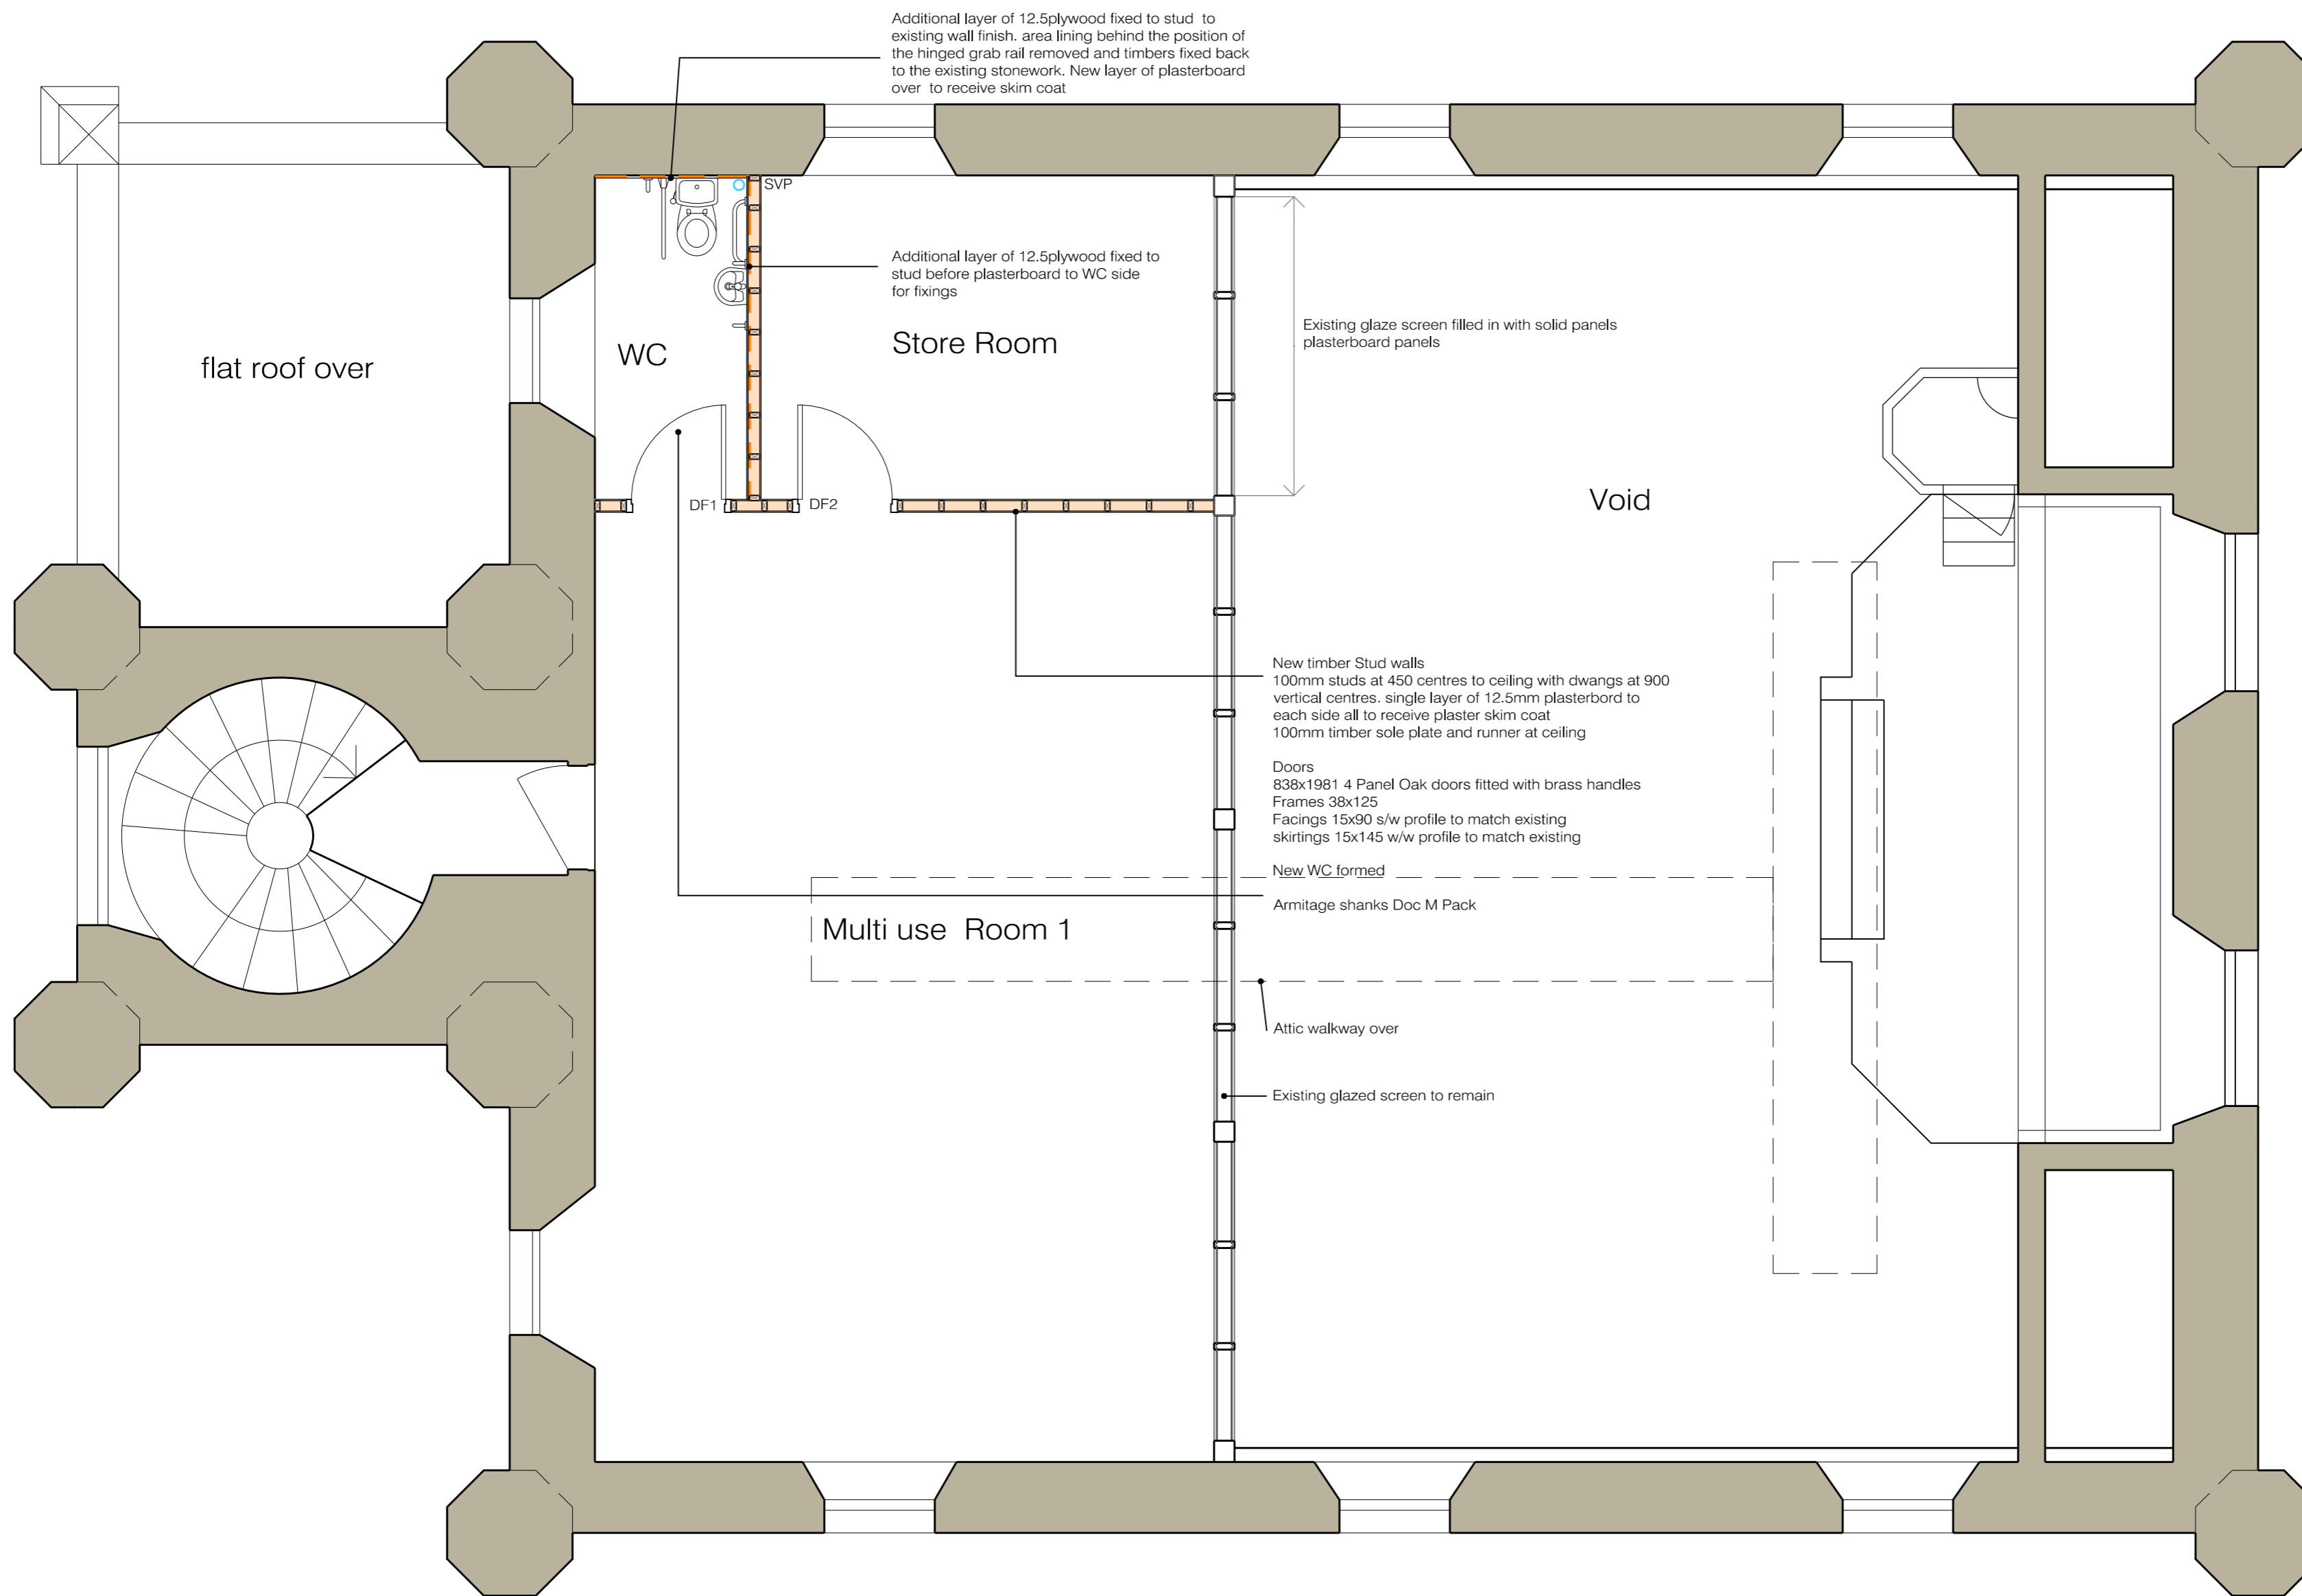 Additional layer of 12.5plywood fixed to stud to
existing wall finish. area lining behind the position of
the hinged grab rail removed and timbers fixed back
to the existing stonework. New layer of plasterboard
over to receive skim coat
SVP
Additional layer of 12.5plywood fixed to
stud before plasterboard to WC side
for fixings
Existing glaze screen filled in with solid panels
plasterboard panels
flat roof over
WC
Store Room
Void
DF1
DF2
New timber Stud walls
100mm studs at 450 centres to ceiling with dwangs at 900
vertical centres. single layer of 12.5mm plasterbord to
each side all to receive plaster skim coat
100mm timber sole plate and runner at ceiling
Doors
838x1981 4 Panel Oak doors fitted with brass handles
Frames 38x125
Facings 15x90 s/w profile to match existing
skirtings 15x145 w/w profile to match existing
New WC formed
Armitage shanks Doc M Pack
Multi use Room 1
Attic walkway over
Existing glazed screen to remain